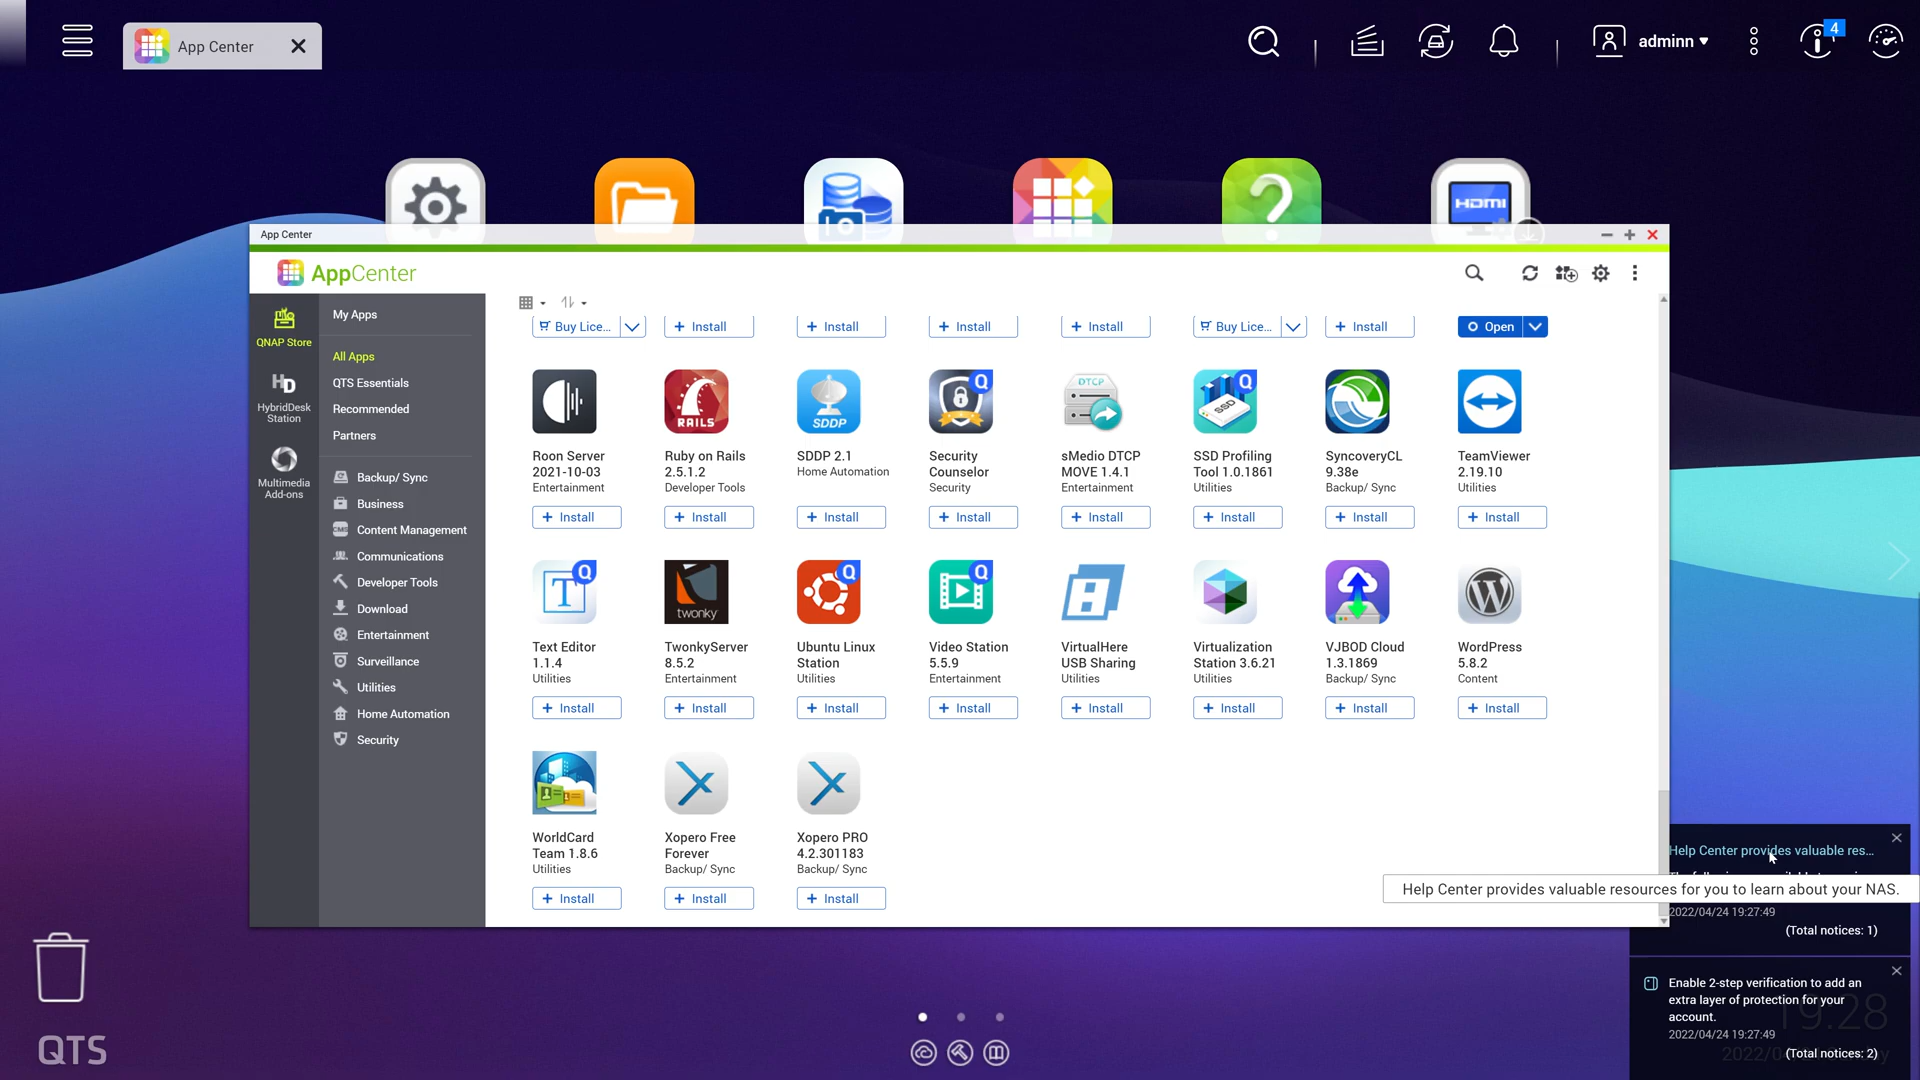 App Center
adminn
4
HDMI
App Center
AppCenter
QNAP Store
HD
HybridDesk
Station
Multimedia
Add-ons
My Apps
All Apps
QTS Essentials
Recommended
Partners
Backup/ Sync
Business
CMS Content Management
Communications
Developer Tools
Download
Entertainment
Surveillance
Utilities
Home Automation
Security
Buy Lice... + Install + Install + Install + Install Buy Lice... + Install Open
RAILS SDDP Q DTCP SSD Q
Roon Server
2021-10-03
Entertainment
+ Install
Ruby on Rails
2.5.1.2
Developer Tools
+ Install
SDDP 2.1
Home Automation
+ Install
Security
Counselor
Security
+ Install
sMedio DTCP
MOVE 1.4.1
Entertainment
+ Install
SSD Profiling
Tool 1.0.1861
Utilities
+ Install
SyncoveryCL
9.38e
Backup/ Sync
+ Install
TeamViewer
2.19.10
Utilities
+ Install
T Q twonky Q Q W
Text Editor
1.1.4
Utilities
+ Install
TwonkyServer
8.5.2
Entertainment
+ Install
Ubuntu Linux
Station
Utilities
+ Install
Video Station
5.5.9
Entertainment
+ Install
VirtualHere
USB Sharing
Utilities
+ Install
Virtualization
Station 3.6.21
Utilities
+ Install
VJBOD Cloud
1.3.1869
Backup/ Sync
+ Install
WordPress
5.8.2
Content
+ Install
WorldCard
Team 1.8.6
Utilities
+ Install
Xopero Free
Forever
Backup/ Sync
+ Install
Xopero PRO
4.2.301183
Backup/ Sync
+ Install
Help Center provides valuable res...
Help Center provides valuable resources for you to learn about your NAS.
2022/04/24 19:27:49
(Total notices: 1)
Enable 2-step verification to add an
extra layer of protection for your
account.
19:28
2022/04/24 19:27:49
(Total notices: 2)
QTS